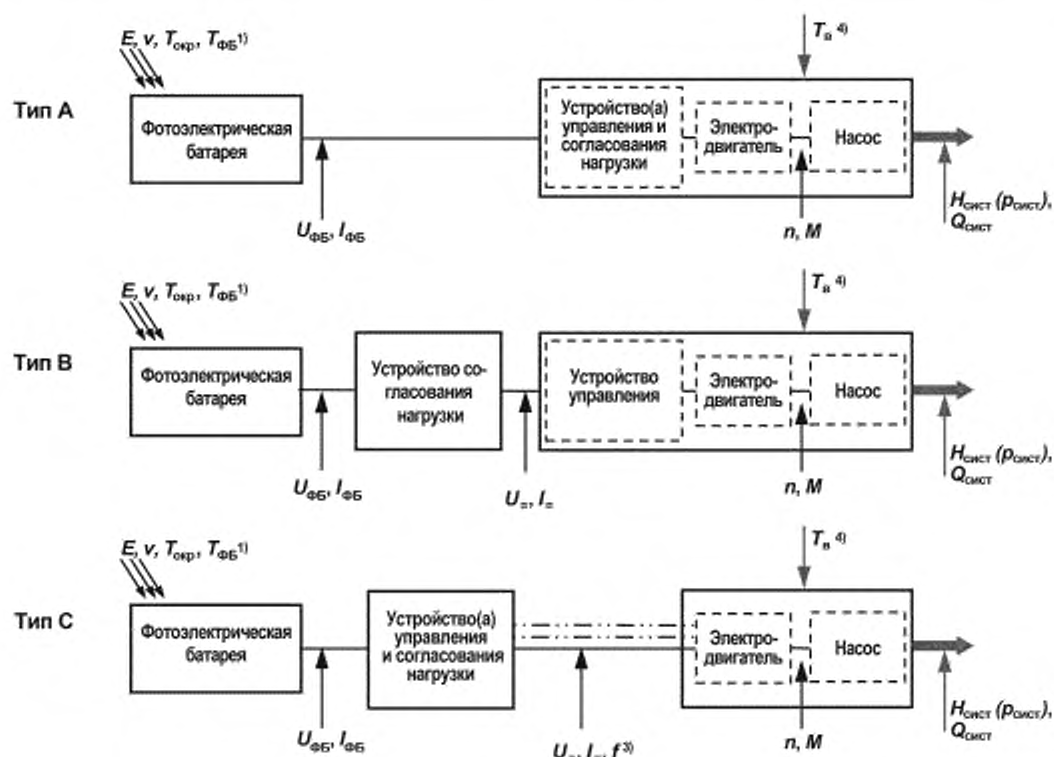 E, v, Tокр, TФБ1)
Tв 4)
Тип А
Фотоэлектрическая
батарея
Устройство(а)
управления и
согласования
нагрузки
Электро-
двигатель
Насос
UФБ, IФБ
n, M
Hсист (pсист),
Qсист
E, v, Tокр, TФБ1)
Tв 4)
Тип В
Фотоэлектрическая
батарея
Устройство со-
гласования
нагрузки
Устройство
управления
Электро-
двигатель
Насос
UФБ, IФБ
U=, I=
n, M
Hсист (pсист),
Qсист
E, v, Tокр, TФБ1)
Tв 4)
Тип С
Фотоэлектрическая
батарея
Устройство(а)
управления
и согласования
нагрузки
Электро-
двигатель
Насос
UФБ, IФБ
f 3)
n, M
Hсист (pсист),
Qсист